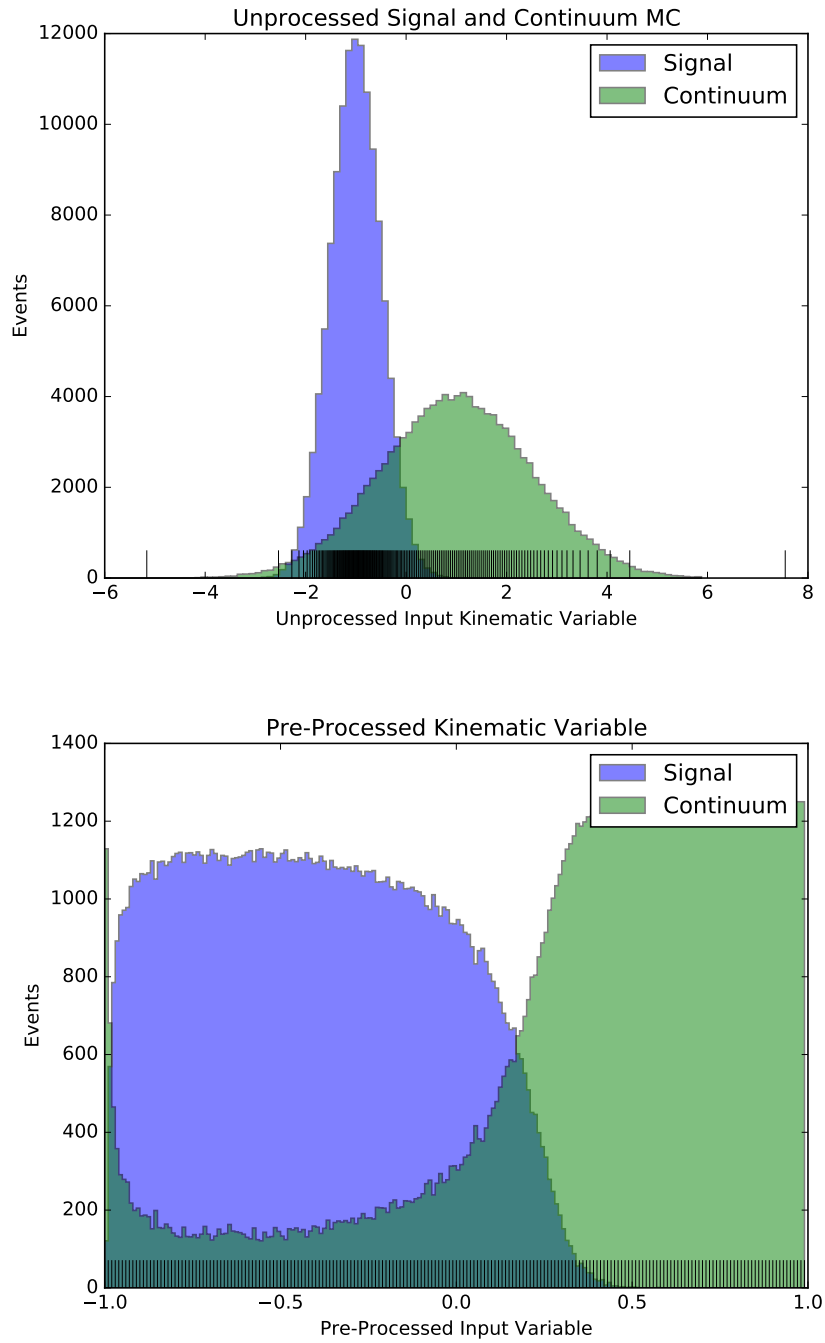 Unprocessed Signal and Continuum MC
12000
10000
8000
6000
4000
2000
0
Events
Signal
Continuum
−6 −4 −2 0 2 4 6 8
Unprocessed Input Kinematic Variable
Pre-Processed Kinematic Variable
1400
1200
1000
800
600
400
200
0
Events
Signal
Continuum
−1.0 −0.5 0.0 0.5 1.0
Pre-Processed Input Variable